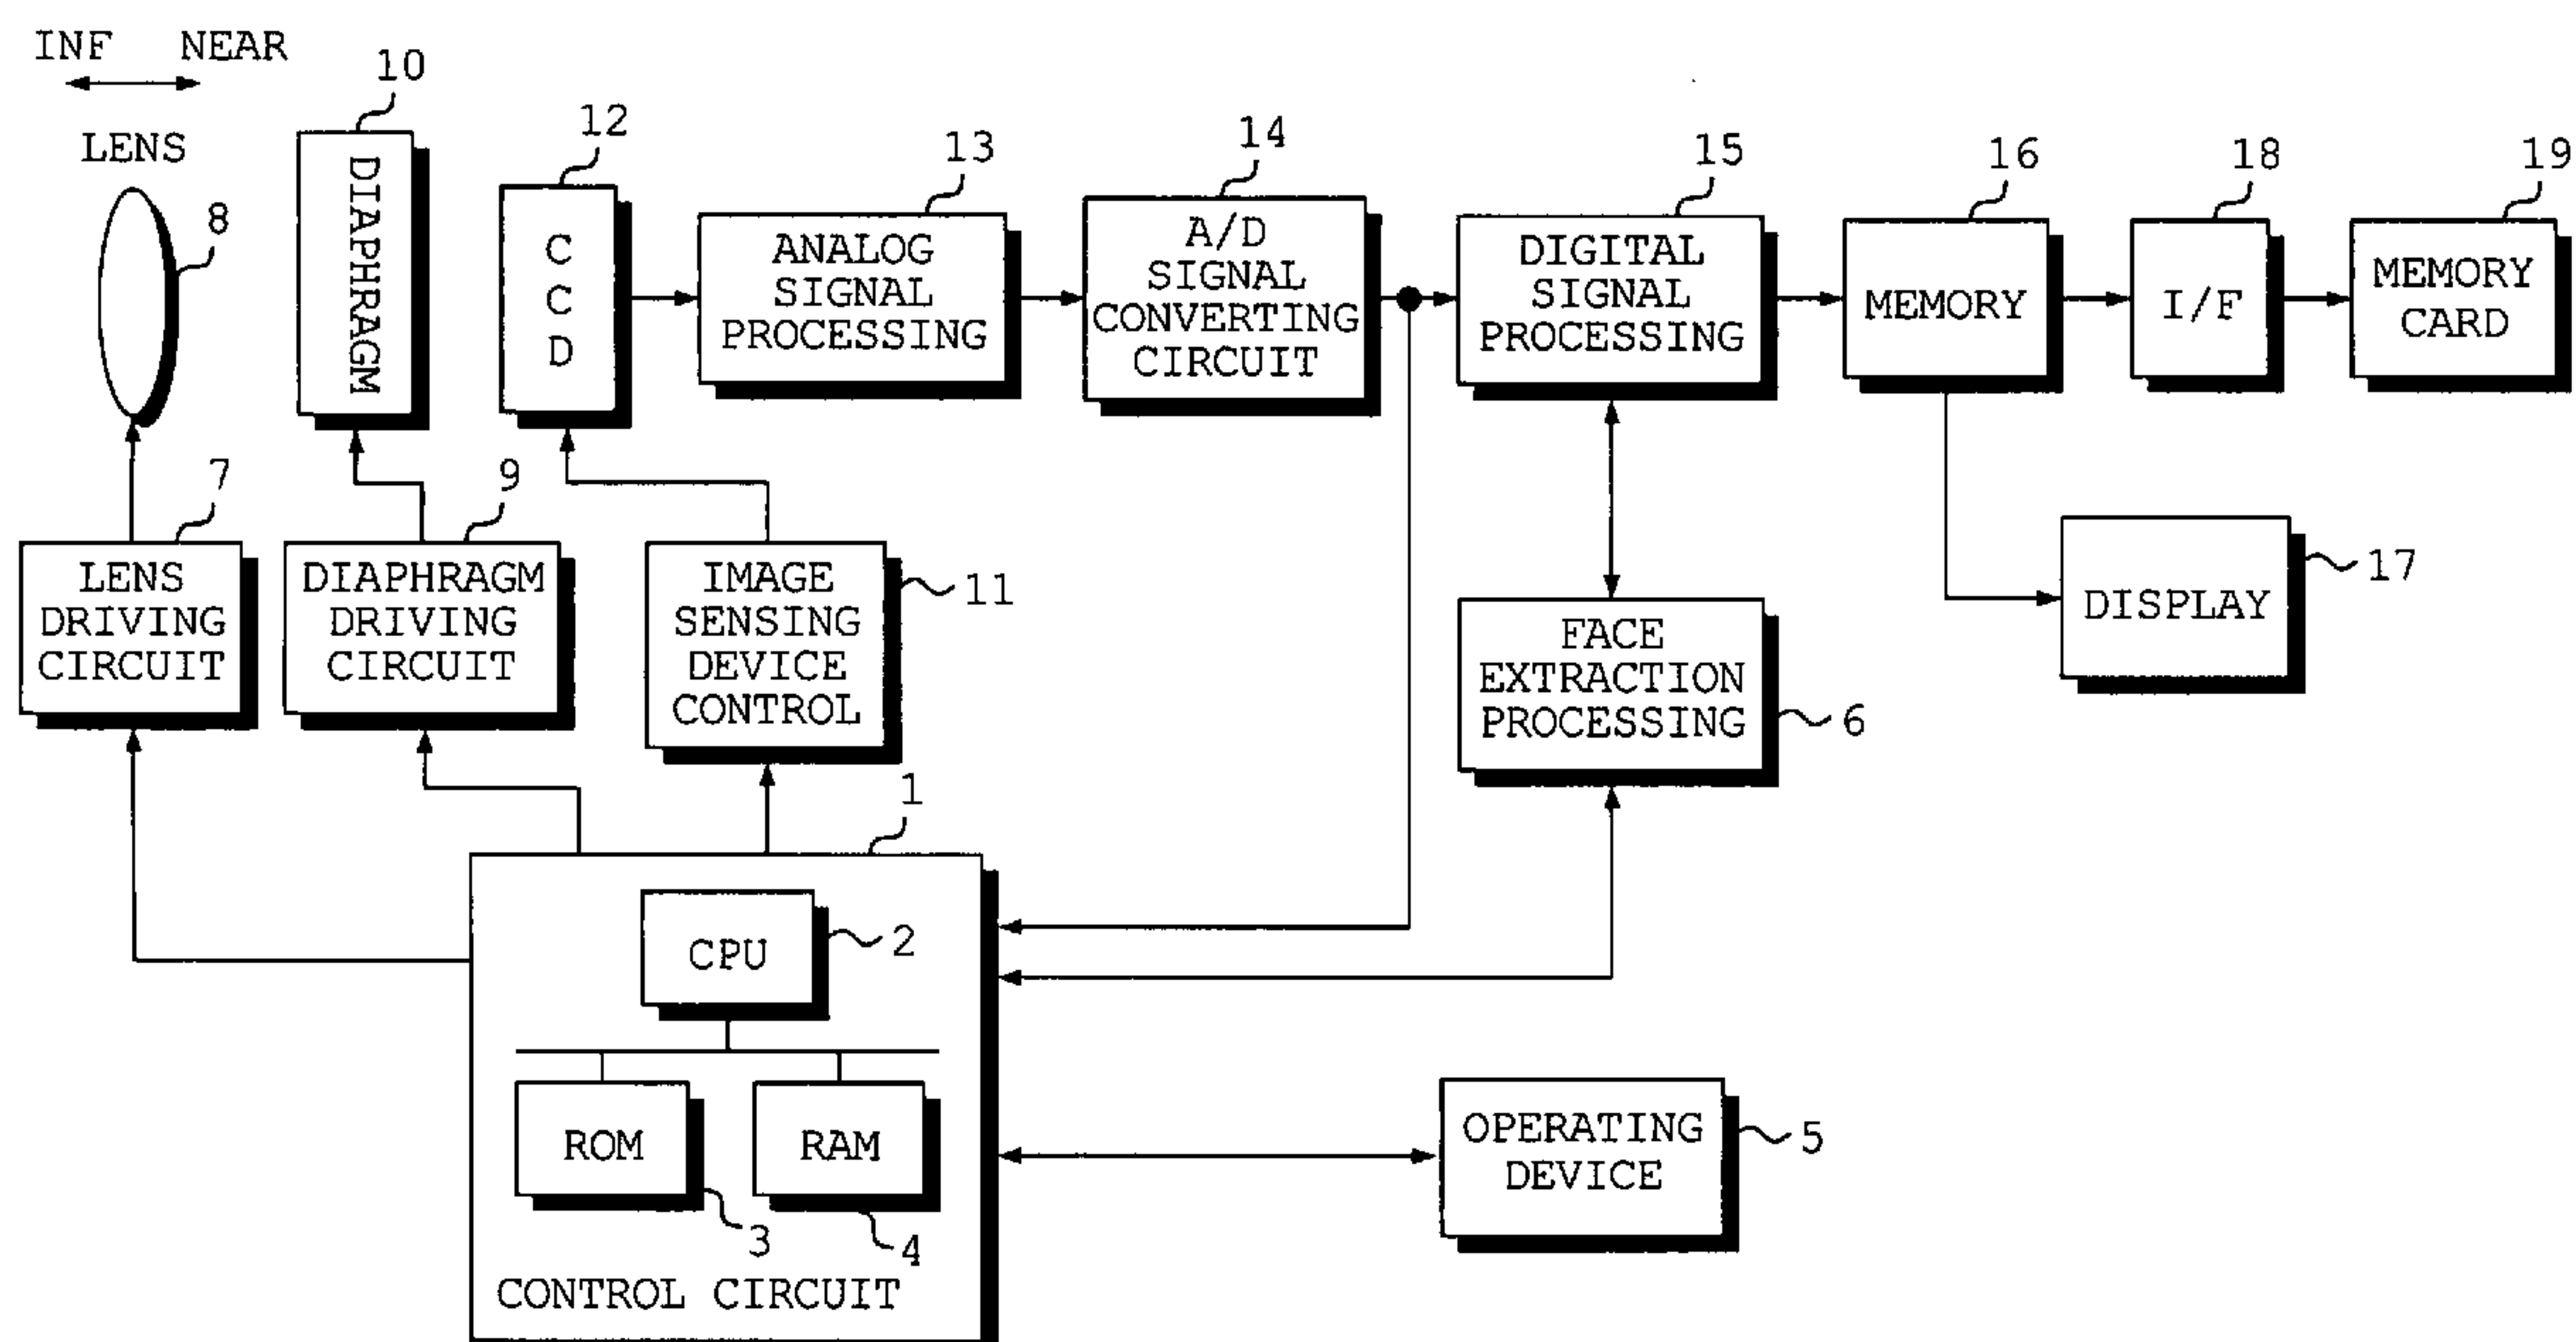 INF NEAR
LENS
8
10
DIAPHRAGM
12
C
C
D
13
ANALOG
SIGNAL
PROCESSING
14
A/D
SIGNAL
CONVERTING
CIRCUIT
15
DIGITAL
SIGNAL
PROCESSING
16
MEMORY
18
I/F
19
MEMORY
CARD
7
LENS
DRIVING
CIRCUIT
9
DIAPHRAGM
DRIVING
CIRCUIT
IMAGE
SENSING
DEVICE
CONTROL
11
FACE
EXTRACTION
PROCESSING
6
DISPLAY
17
1
CPU
2
ROM
3
RAM
4
CONTROL CIRCUIT
OPERATING
DEVICE
5